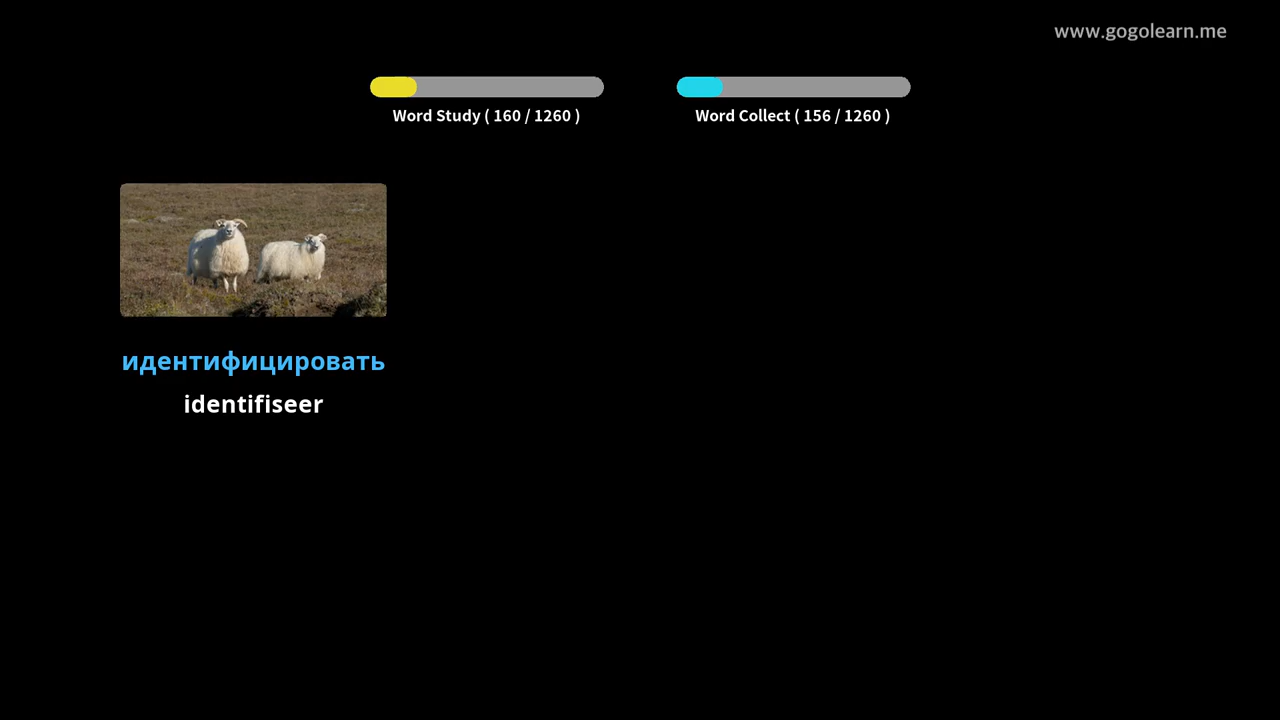 www.gogolearn.me
Word Study ( 160 / 1260 )
Word Collect ( 156 / 1260 )
идентифицировать
identifiseer